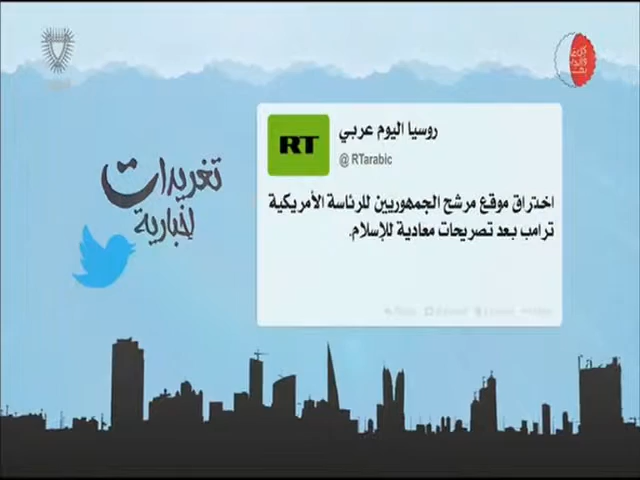 تغريدات
إخبارية
RT
روسيا اليوم عربي
@RTarabic
اختراق موقع مرشح الجمهوريين للرئاسة الأمريكية
ترامب بعد تصريحات معادية للإسلام.